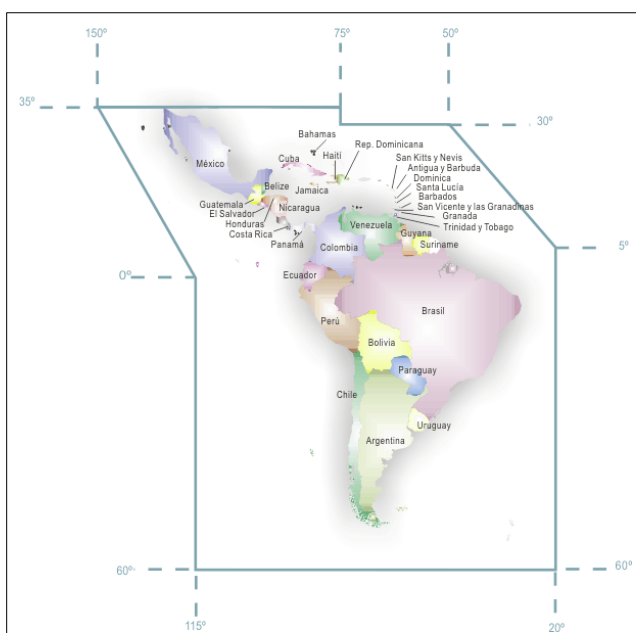 150º
75º
50º
35º
30º
Bahamas
Rep. Dominicana
Haití
Cuba
San Kitts y Nevis
Antigua y Barbuda
México
Dominica
Belize
Santa Lucía
Jamaica
Barbados
Guatemala
Nicaragua
San Vicente y las Granadinas
El Salvador
Granada
Honduras
Venezuela
Trinidad y Tobago
Costa Rica
Guyana
Panamá
Colombia
Suriname
5º
0º
Ecuador
Brasil
Perú
Bolivia
Paraguay
Chile
Uruguay
Argentina
60º
60º
115º
20º